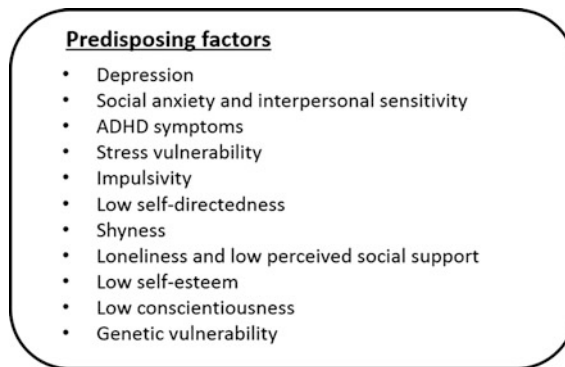 Predisposing factors
• Depression
• Social anxiety and interpersonal sensitivity
• ADHD symptoms
• Stress vulnerability
• Impulsivity
• Low self-directedness
• Shyness
• Loneliness and low perceived social support
• Low self-esteem
• Low conscientiousness
• Genetic vulnerability